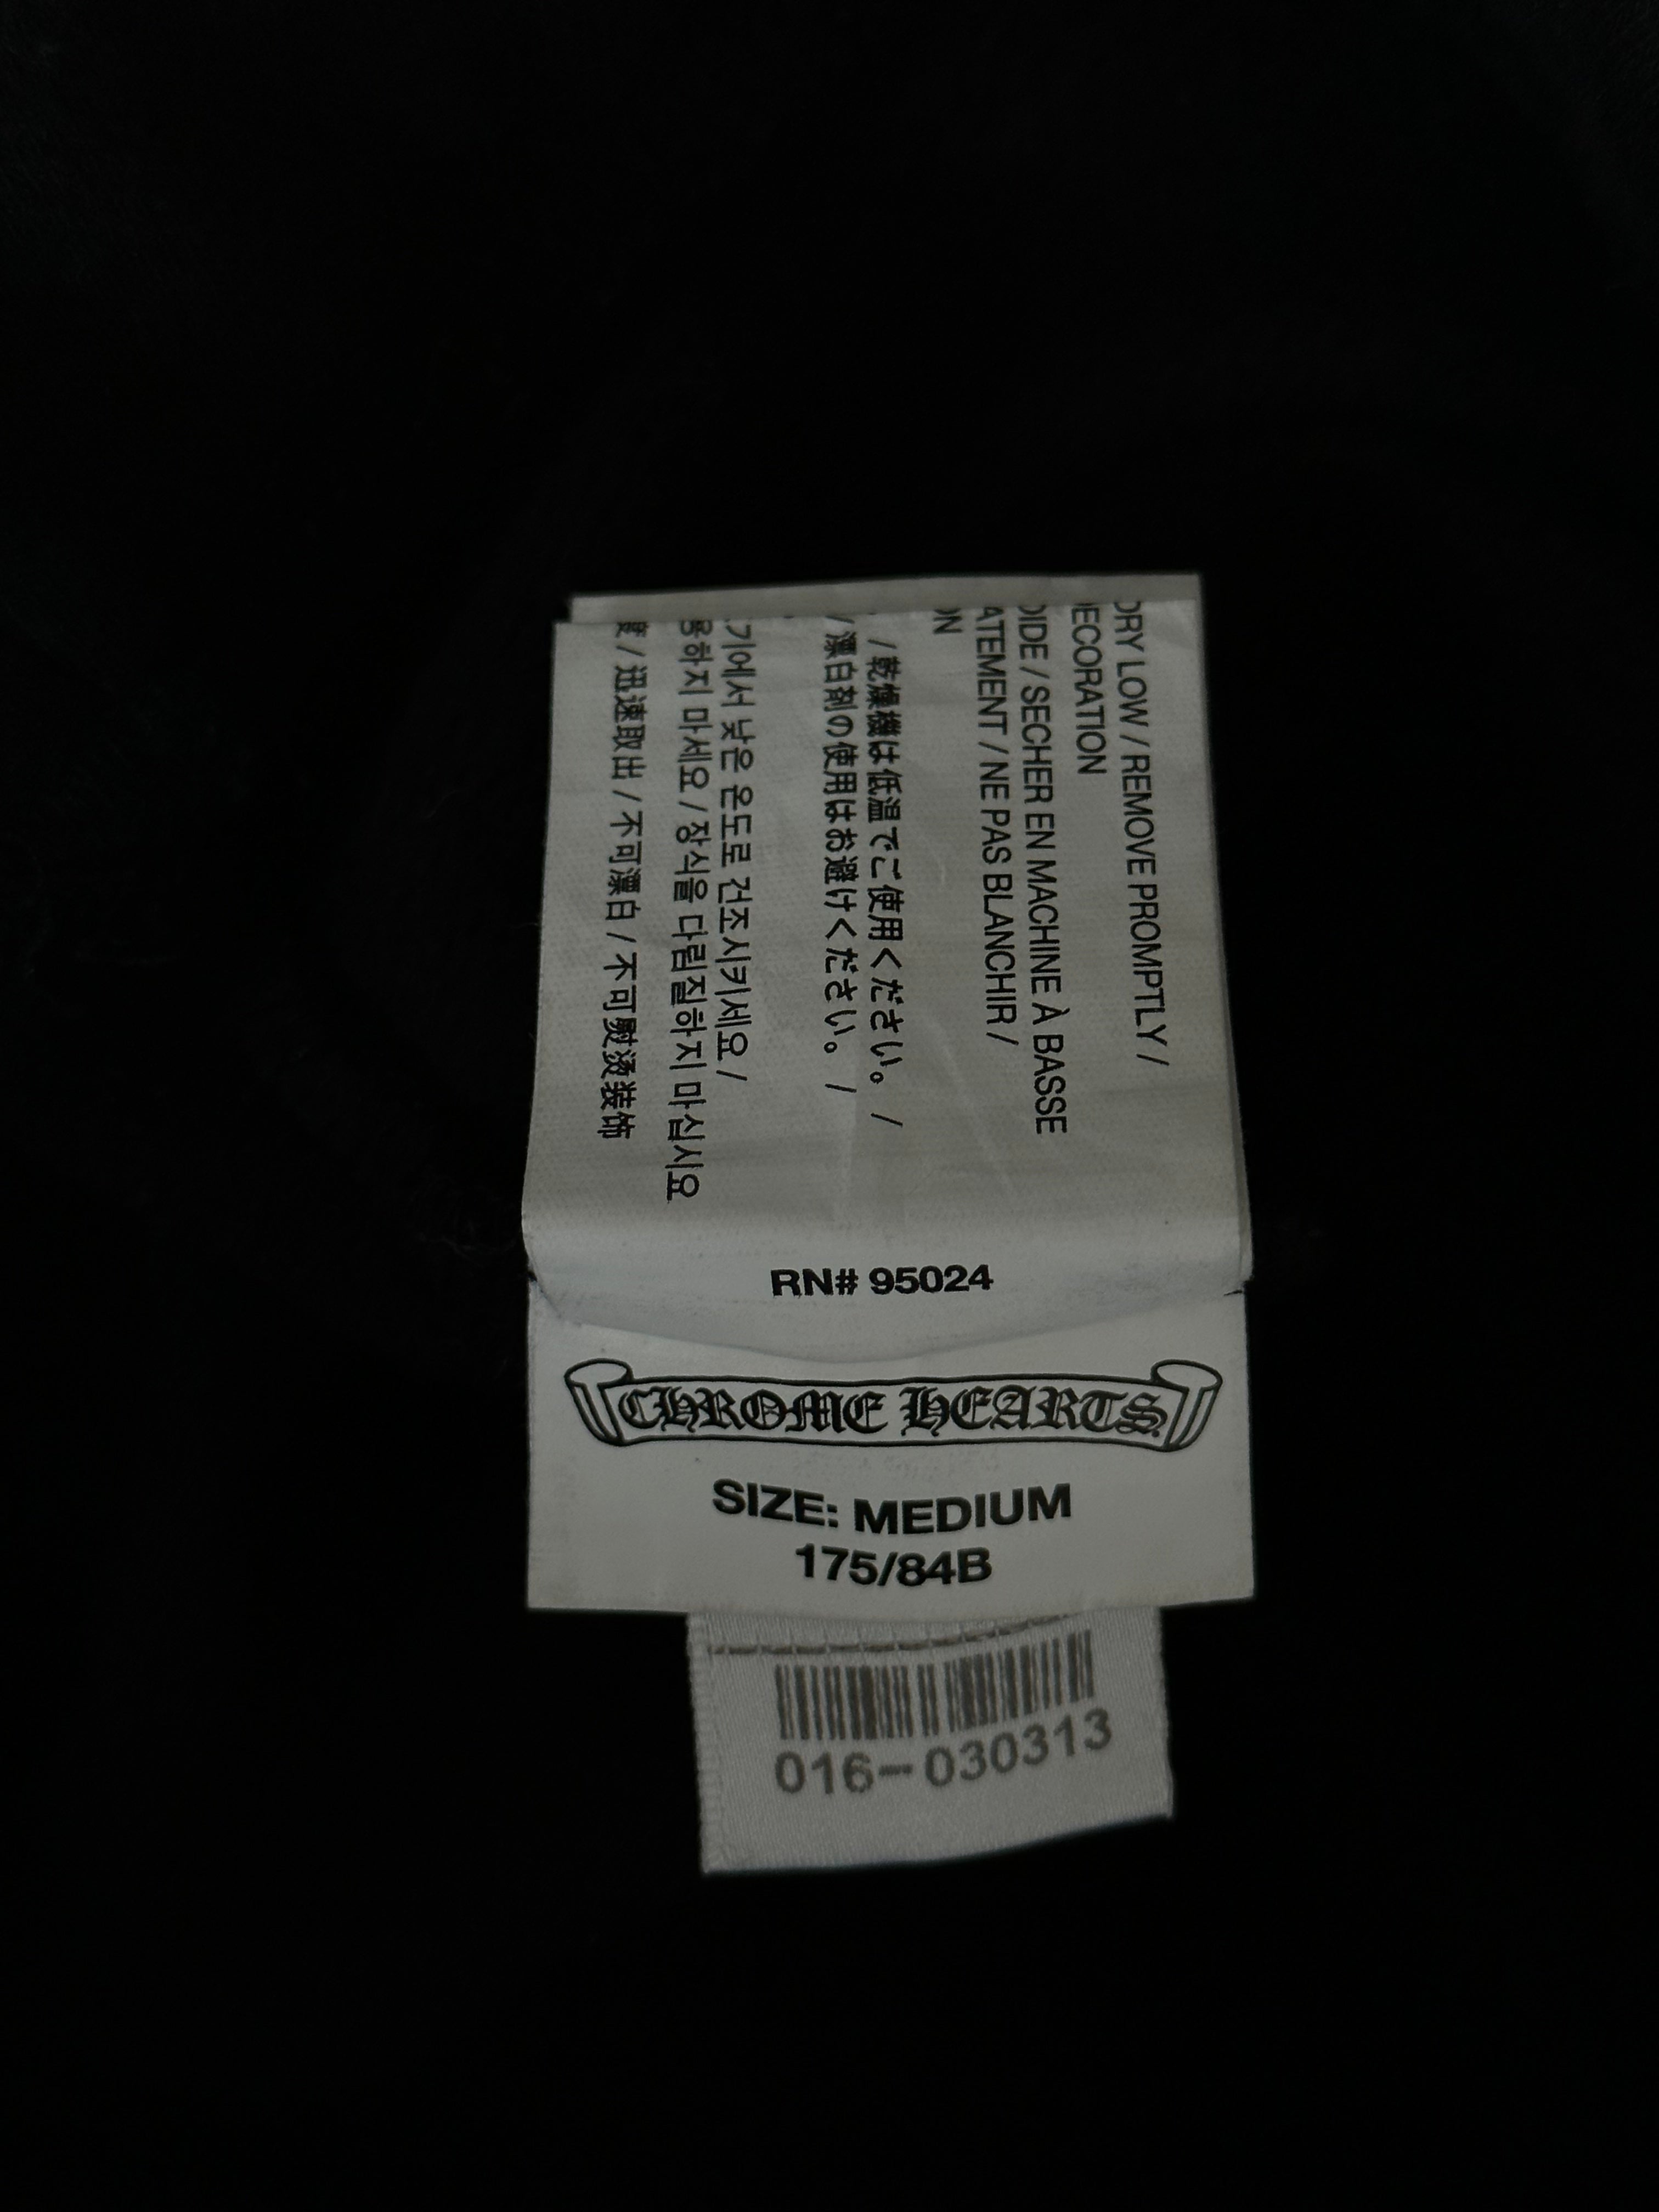 DRY LOW / REMOVE PROMPTLY /
ECORATION
OIDE / SECHER EN MACHINE À BASSE
ATEMENT / NE PAS BLANCHIR /
ON
/ 乾燥機は低温でご使用ください。 /
/ 漂白剤の使用はお避けください。 /
기에서 낮은 온도로 건조시키세요 /
용하지 마세요 / 장식을 다림질하지 마십시요
度 / 迅速取出 / 不可漂白 / 不可熨烫装饰
RN# 95024
CHROME HEARTS
SIZE: MEDIUM
175/84B
016-030313